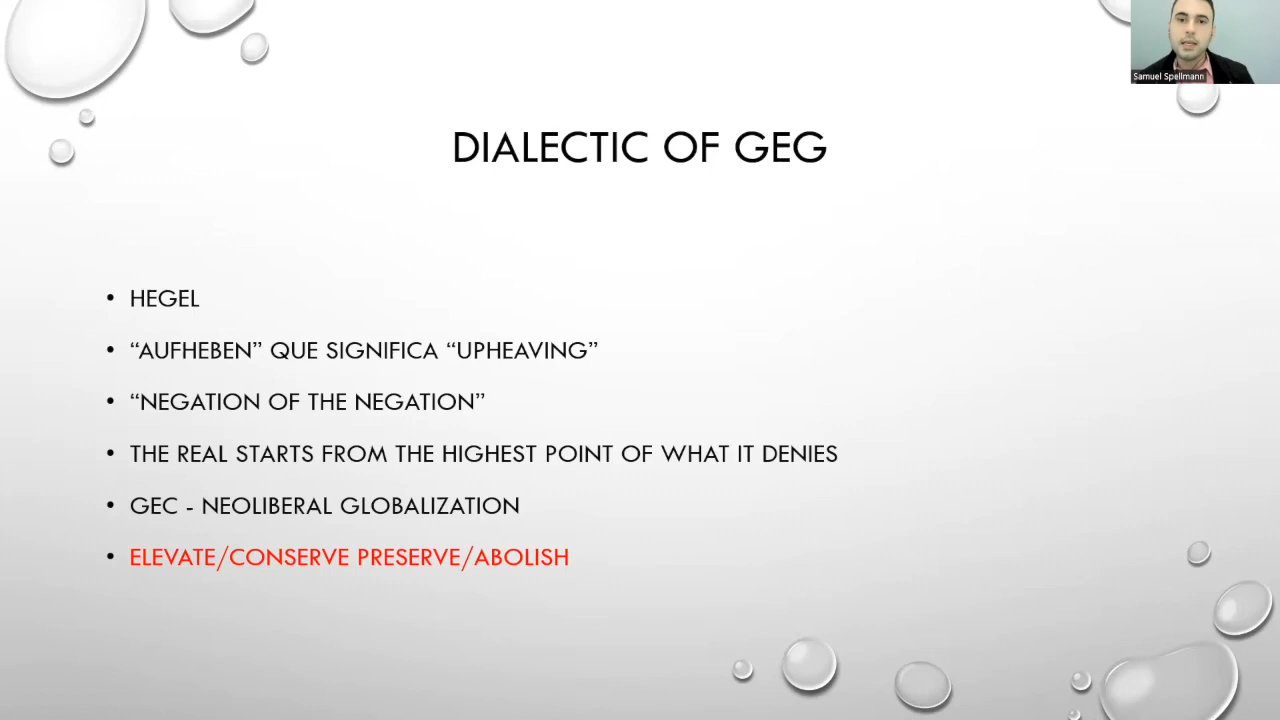 Samuel Spellmann
DIALECTIC OF GEG
• HEGEL
• “AUFHEBEN” QUE SIGNIFICA “UPHEAVING”
• “NEGATION OF THE NEGATION”
• THE REAL STARTS FROM THE HIGHEST POINT OF WHAT IT DENIES
• GEC - NEOLIBERAL GLOBALIZATION
• ELEVATE/CONSERVE PRESERVE/ABOLISH